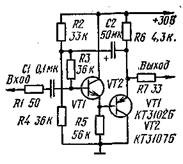 +30В
R2
33к
C2
50мк
R6 4,3к.
C1 0,1мк
R3
36к
VT2
Выход
Вход
R7 33
VT1
R1 50
R4 36к
R5
56к
VT1
КТ3102Б
VT2
КТ3107Б